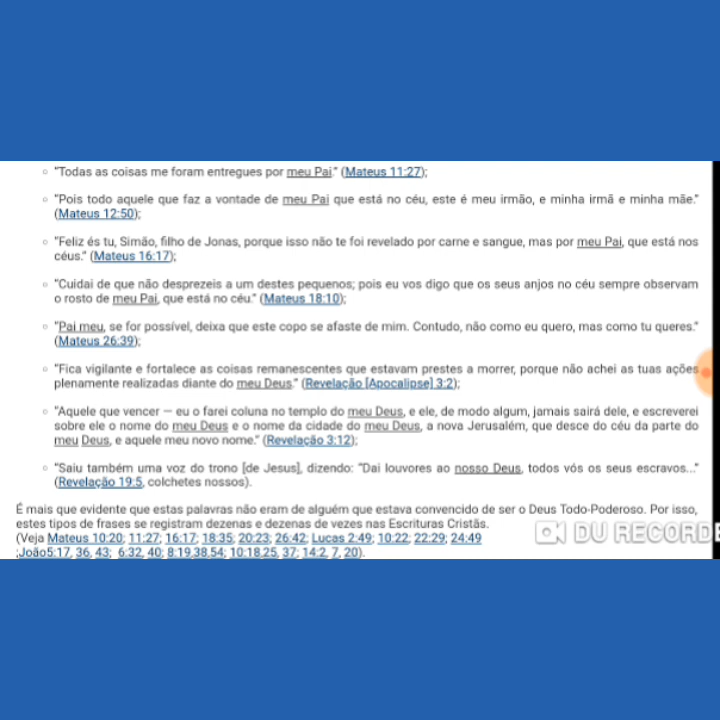 ○ "Todas as coisas me foram entregues por meu Pai." (Mateus 11:27);
○ "Pois todo aquele que faz a vontade de meu Pai que está no céu, este é meu irmão, e minha irmã e minha mãe."
(Mateus 12:50);
○ "Feliz és tu, Simão, filho de Jonas, porque isso não te foi revelado por carne e sangue, mas por meu Pai, que está nos
céus." (Mateus 16:17);
○ "Cuidai de que não desprezeis a um destes pequenos; pois eu vos digo que os seus anjos no céu sempre observam
o rosto de meu Pai, que está no céu." (Mateus 18:10);
○ "Pai meu, se for possível, deixa que este copo se afaste de mim. Contudo, não como eu quero, mas como tu queres."
(Mateus 26:39);
○ "Fica vigilante e fortalece as coisas remanescentes que estavam prestes a morrer, porque não achei as tuas ações
plenamente realizadas diante do meu Deus." (Revelação [Apocalipse] 3:2);
○ "Aquele que vencer — eu o farei coluna no templo do meu Deus, e ele, de modo algum, jamais sairá dele, e escreverei
sobre ele o nome do meu Deus e o nome da cidade do meu Deus, a nova Jerusalém, que desce do céu da parte do
meu Deus, e aquele meu novo nome." (Revelação 3:12);
○ "Saiu também uma voz do trono [de Jesus], dizendo: "Dai louvores ao nosso Deus, todos vós os seus escravos..."
(Revelação 19:5, colchetes nossos).
É mais que evidente que estas palavras não eram de alguém que estava convencido de ser o Deus Todo-Poderoso. Por isso,
estes tipos de frases se registram dezenas e dezenas de vezes nas Escrituras Cristãs.
(Veja Mateus 10:20; 11:27; 16:17; 18:35; 20:23; 26:42; Lucas 2:49; 10:22; 22:29; 24:49
;João5:17, 36, 43; 6:32, 40; 8:19,38,54; 10:18,25, 37; 14:2, 7, 20).
DU RECORDE